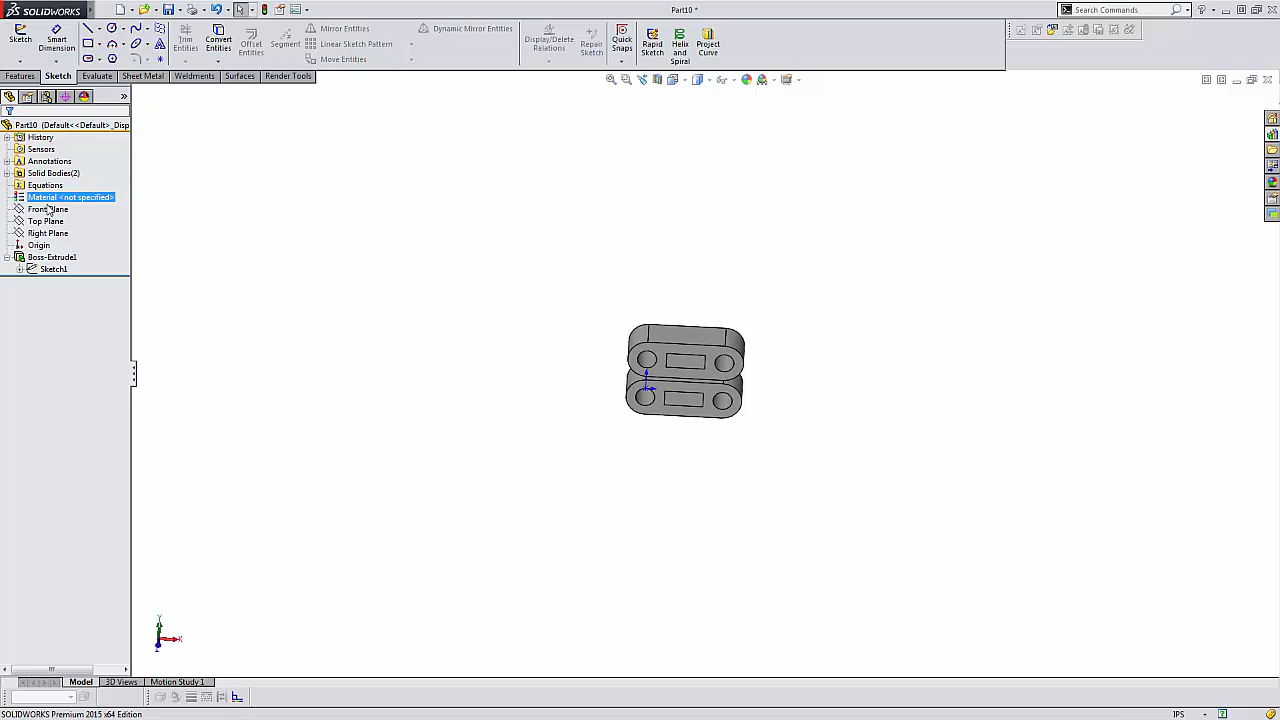 SOLIDWORKS
Part10 *
Search Commands
Sketch
Smart Dimension
Trim Entities
Convert Entities
Offset Entities
Segment
Mirror Entities
Linear Sketch Pattern
Move Entities
Dynamic Mirror Entities
Display/Delete Relations
Repair Sketch
Quick Snaps
Rapid Sketch
Helix and Spiral
Project Curve
Features
Sketch
Evaluate
Sheet Metal
Weldments
Surfaces
Render Tools
Part10 (Default<<Default>_Disp
History
Sensors
Annotations
Solid Bodies(2)
Equations
Material <not specified>
Front Plane
Top Plane
Right Plane
Origin
Boss-Extrude1
Sketch1
Model
3D Views
Motion Study 1
SOLIDWORKS Premium 2015 x64 Edition
IPS